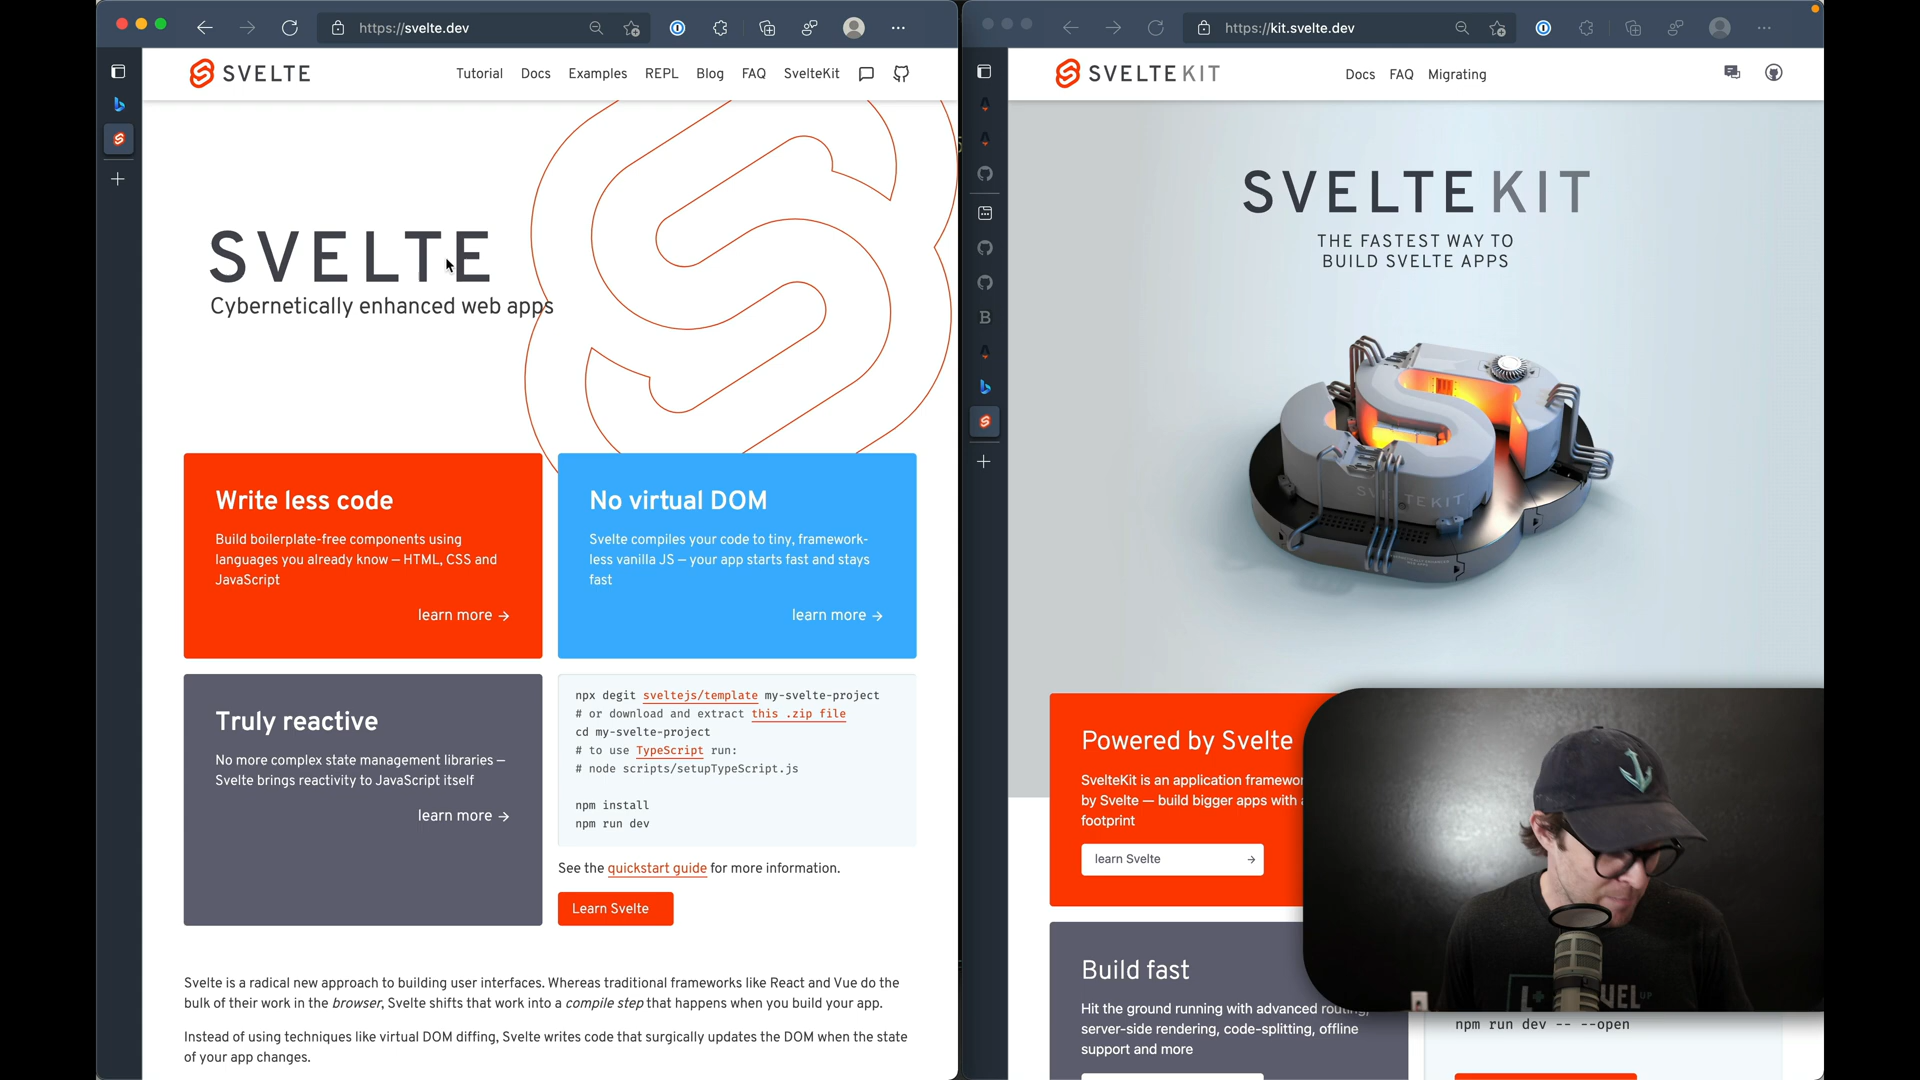 https://svelte.dev
SVELTE
Tutorial Docs Examples REPL Blog FAQ SvelteKit
SVELTE
Cybernetically enhanced web apps
Write less code
Build boilerplate-free components using
languages you already know — HTML, CSS and
JavaScript
learn more →
No virtual DOM
Svelte compiles your code to tiny, framework-
less vanilla JS — your app starts fast and stays
fast
learn more →
Truly reactive
No more complex state management libraries —
Svelte brings reactivity to JavaScript itself
learn more →
npx degit sveltejs/template my-svelte-project
# or download and extract this .zip file
cd my-svelte-project
# to use TypeScript run:
# node scripts/setupTypeScript.js
npm install
npm run dev
See the quickstart guide for more information.
Learn Svelte
Svelte is a radical new approach to building user interfaces. Whereas traditional frameworks like React and Vue do the
bulk of their work in the browser, Svelte shifts that work into a compile step that happens when you build your app.
Instead of using techniques like virtual DOM diffing, Svelte writes code that surgically updates the DOM when the state
of your app changes.
https://kit.svelte.dev
SVELTE KIT
Docs FAQ Migrating
SVELTE KIT
THE FASTEST WAY TO
BUILD SVELTE APPS
SVELTEKIT
Powered by Svelte
SvelteKit is an application framewor
by Svelte — build bigger apps with a
footprint
learn Svelte →
Build fast
Hit the ground running with advanced routing,
server-side rendering, code-splitting, offline
support and more
npm run dev -- --open